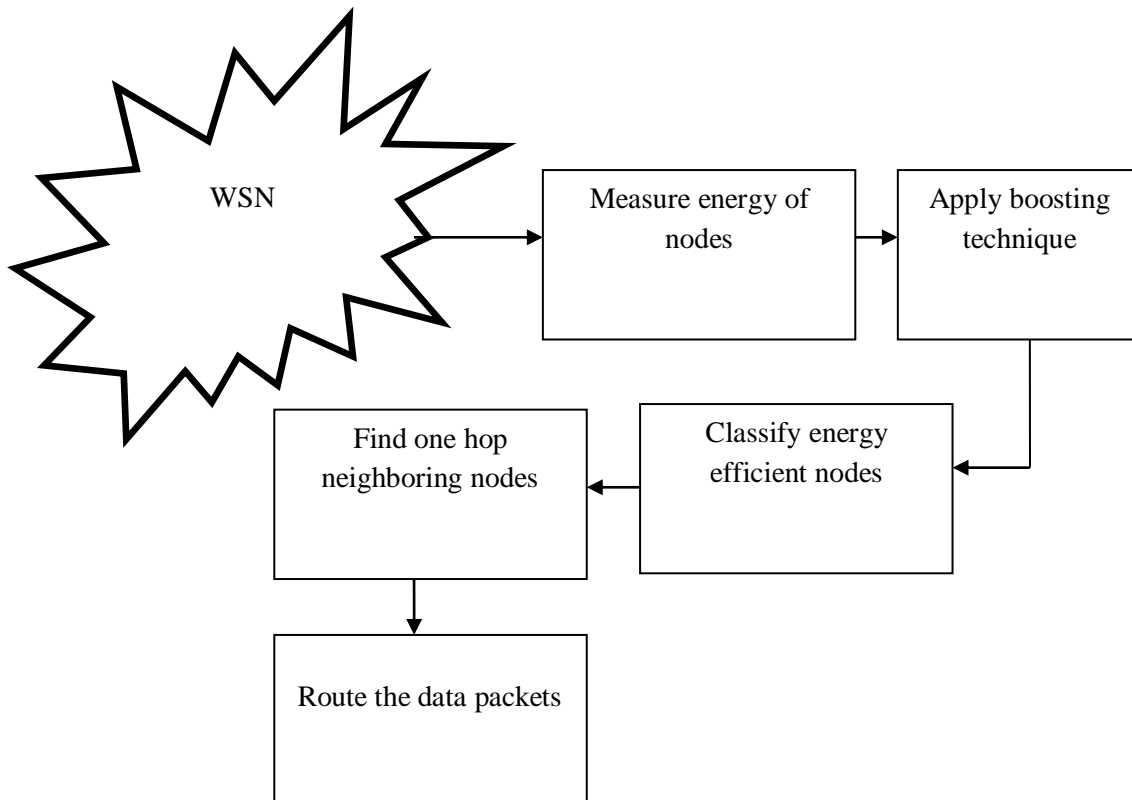 WSN
Measure energy of
nodes
Apply boosting
technique
Classify energy
efficient nodes
Find one hop
neighboring nodes
Route the data packets